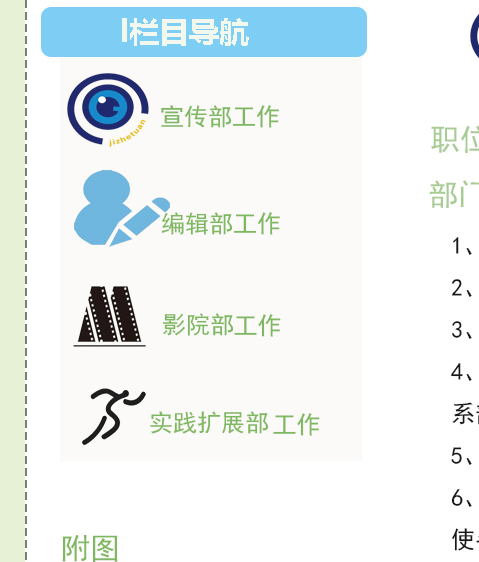 栏目导航
jizhetuan
宣传部工作
编辑部工作
影院部工作
实践扩展部工作
附图
职位
部门
1、
2、
3、
4、
系部
5、
6、
使